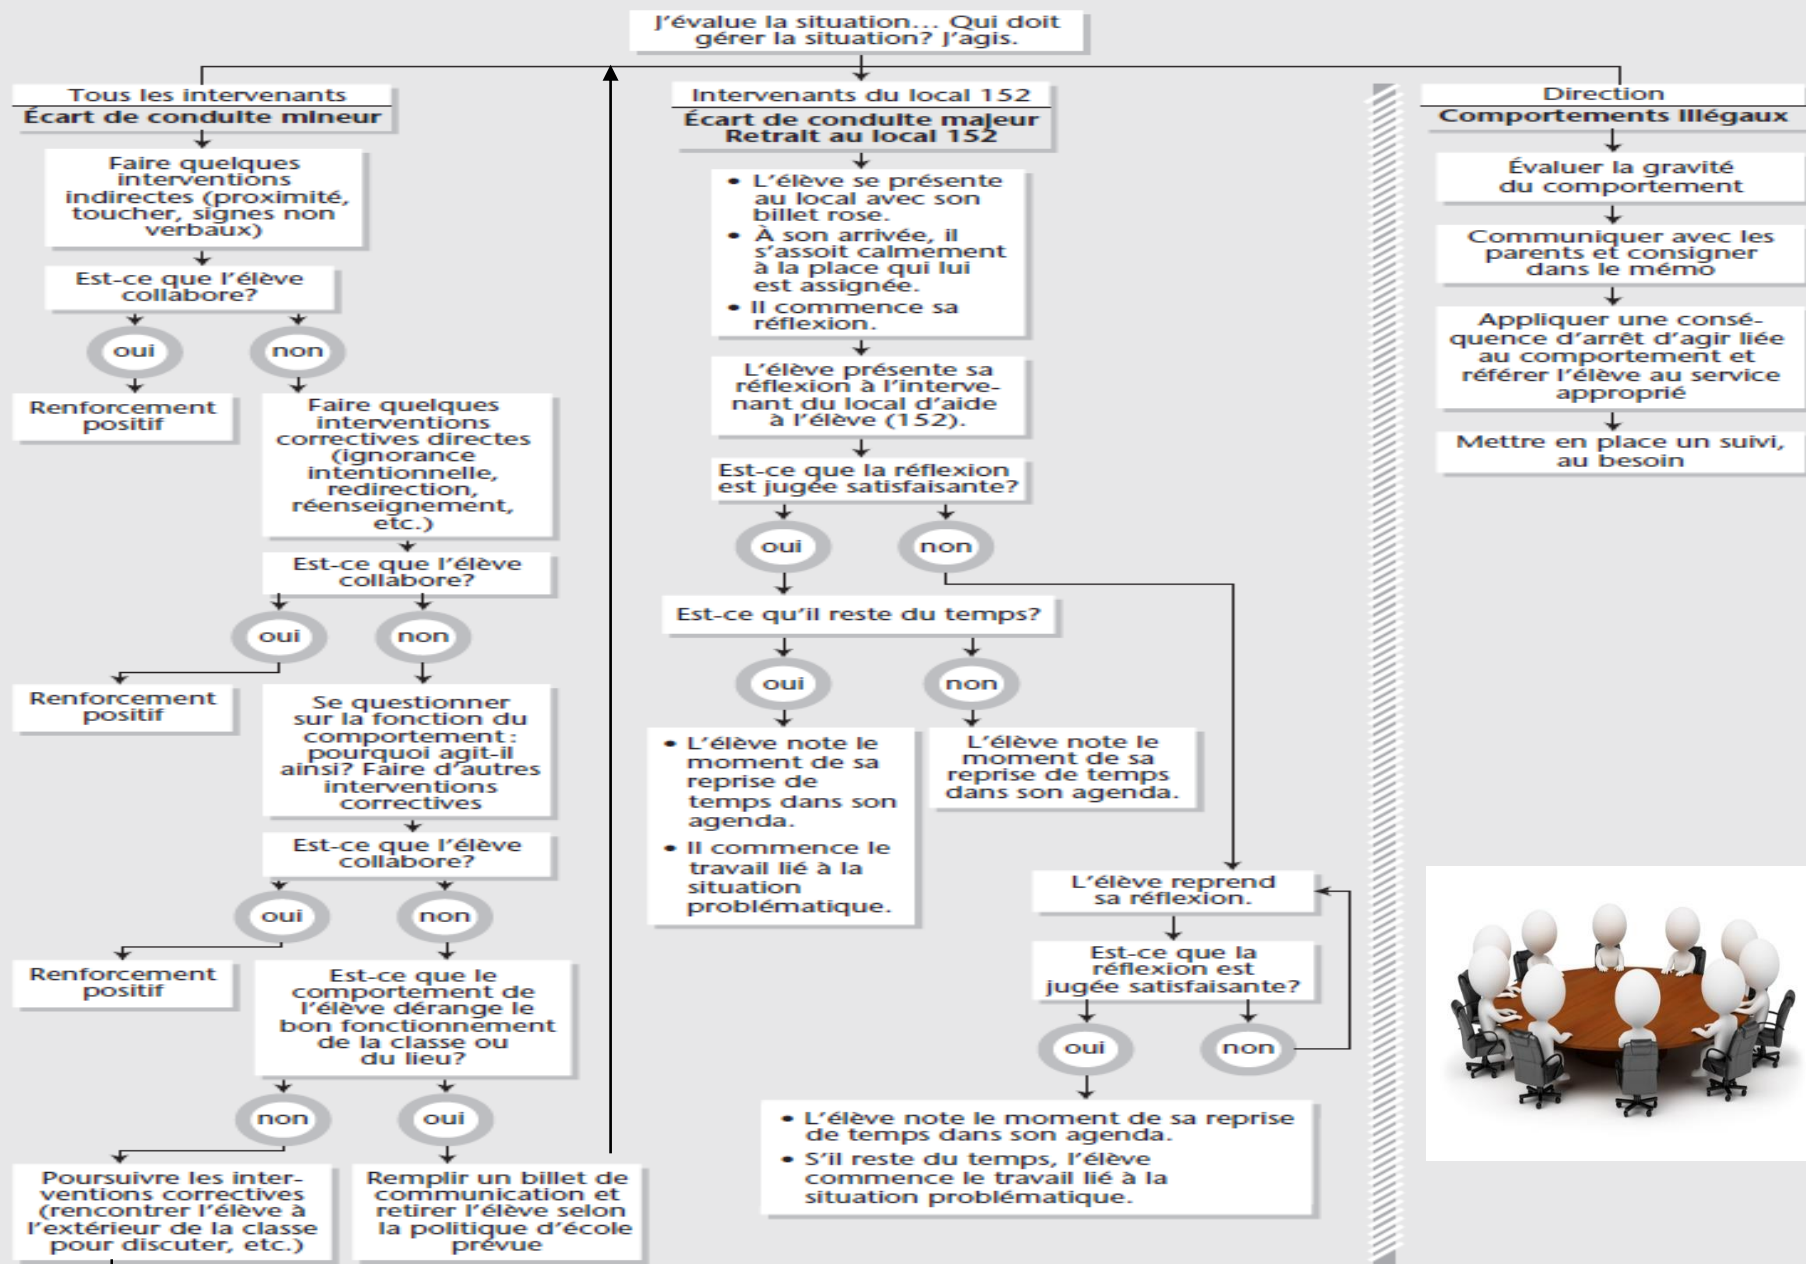 J'évalue la situation... Qui doit
gérer la situation? J'agis.
Tous les intervenants
Écart de conduite mineur
Faire quelques
interventions
indirectes (proximité,
toucher, signes non
verbaux)
Est-ce que l'élève
collabore?
oui
non
Renforcement
positif
Faire quelques
interventions
correctives directes
(ignorance
intentionnelle,
redirection,
réenseignement,
etc.)
Est-ce que l'élève
collabore?
oui
non
Renforcement
positif
Se questionner
sur la fonction du
comportement :
pourquoi agit-il
ainsi? Faire d'autres
interventions
correctives
Est-ce que l'élève
collabore?
oui
non
Renforcement
positif
Est-ce que le
comportement de
l'élève dérange le
bon fonctionnement
de la classe ou
du lieu?
non
oui
Poursuivre les inter-
ventions correctives
(rencontrer l'élève à
l'extérieur de la classe
pour discuter, etc.)
Remplir un billet de
communication et
retirer l'élève selon
la politique d'école
prévue
Intervenants du local 152
Écart de conduite majeur
Retrait au local 152
• L'élève se présente
au local avec son
billet rose.
• À son arrivée, il
s'assoit calmement
à la place qui lui
est assignée.
• Il commence sa
réflexion.
L'élève présente sa
réflexion à l'interve-
nant du local d'aide
à l'élève (152).
Est-ce que la réflexion
est jugée satisfaisante?
oui
non
Est-ce qu'il reste du temps?
oui
non
• L'élève note le
moment de sa
reprise de
temps dans son
agenda.
• Il commence le
travail lié à la
situation
problématique.
L'élève note le
moment de sa
reprise de temps
dans son agenda.
L'élève reprend
sa réflexion.
Est-ce que la
réflexion est
jugée satisfaisante?
oui
non
• L'élève note le moment de sa reprise
de temps dans son agenda.
• S'il reste du temps, l'élève
commence le travail lié à la
situation problématique.
Direction
Comportements illégaux
Évaluer la gravité
du comportement
Communiquer avec les
parents et consigner
dans le mémo
Appliquer une consé-
quence d'arrêt d'agir liée
au comportement et
référer l'élève au service
approprié
Mettre en place un suivi,
au besoin